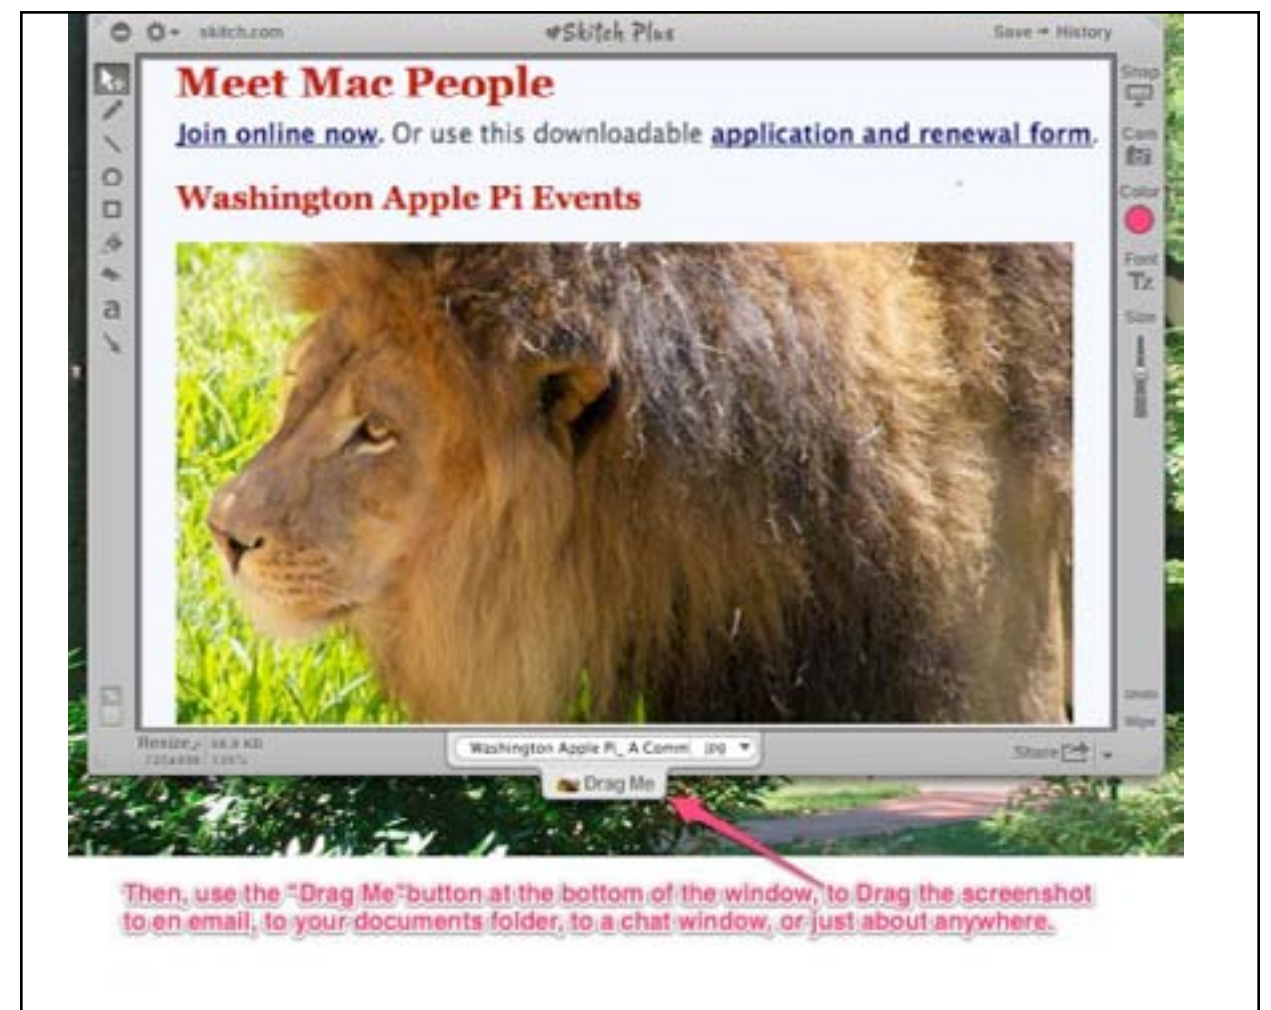 skitch.com
Skitch Plus
Save → History
Meet Mac People
Join online now. Or use this downloadable application and renewal form.
Washington Apple Pi Events
Snap
Cam
Color
Font
Tz
Size
a
Undo
Wipe
Resize
Washington Apple Pi_ A Comm jpg
Share
Drag Me
Then, use the "Drag Me"button at the bottom of the window, to Drag the screenshot
to en email, to your documents folder, to a chat window, or just about anywhere.